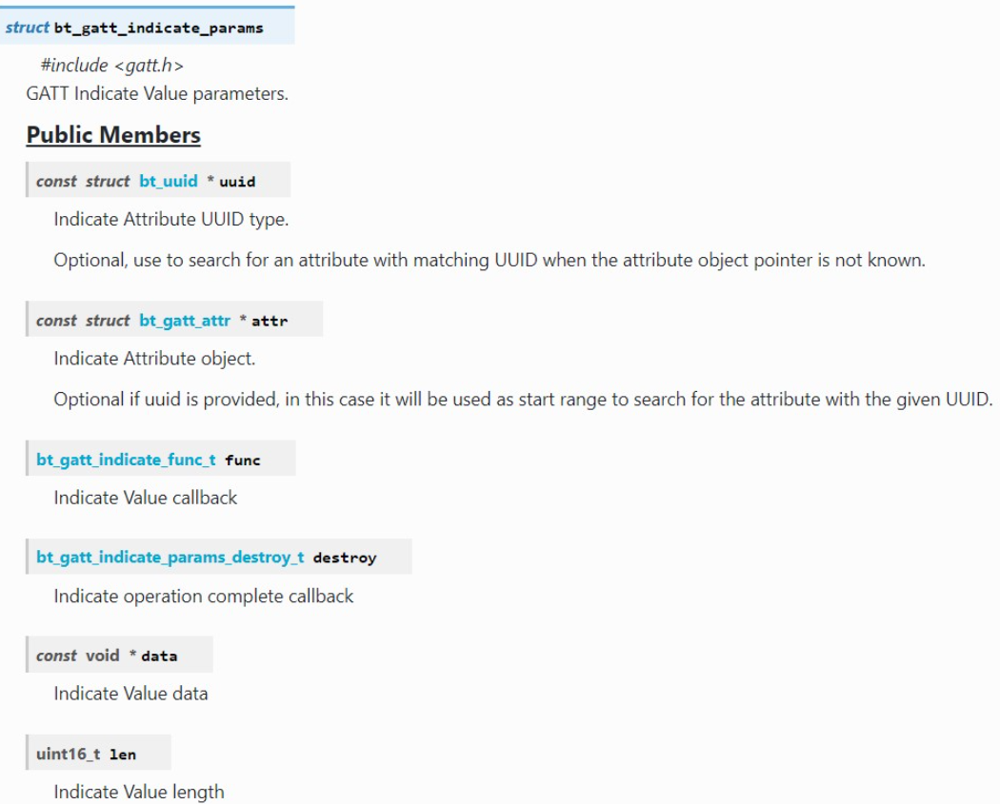 struct bt_gatt_indicate_params
#include <gatt.h>
GATT Indicate Value parameters.
Public Members
const struct bt_uuid * uuid
Indicate Attribute UUID type.
Optional, use to search for an attribute with matching UUID when the attribute object pointer is not known.
const struct bt_gatt_attr * attr
Indicate Attribute object.
Optional if uuid is provided, in this case it will be used as start range to search for the attribute with the given UUID.
bt_gatt_indicate_func_t func
Indicate Value callback
bt_gatt_indicate_params_destroy_t destroy
Indicate operation complete callback
const void * data
Indicate Value data
uint16_t len
Indicate Value length